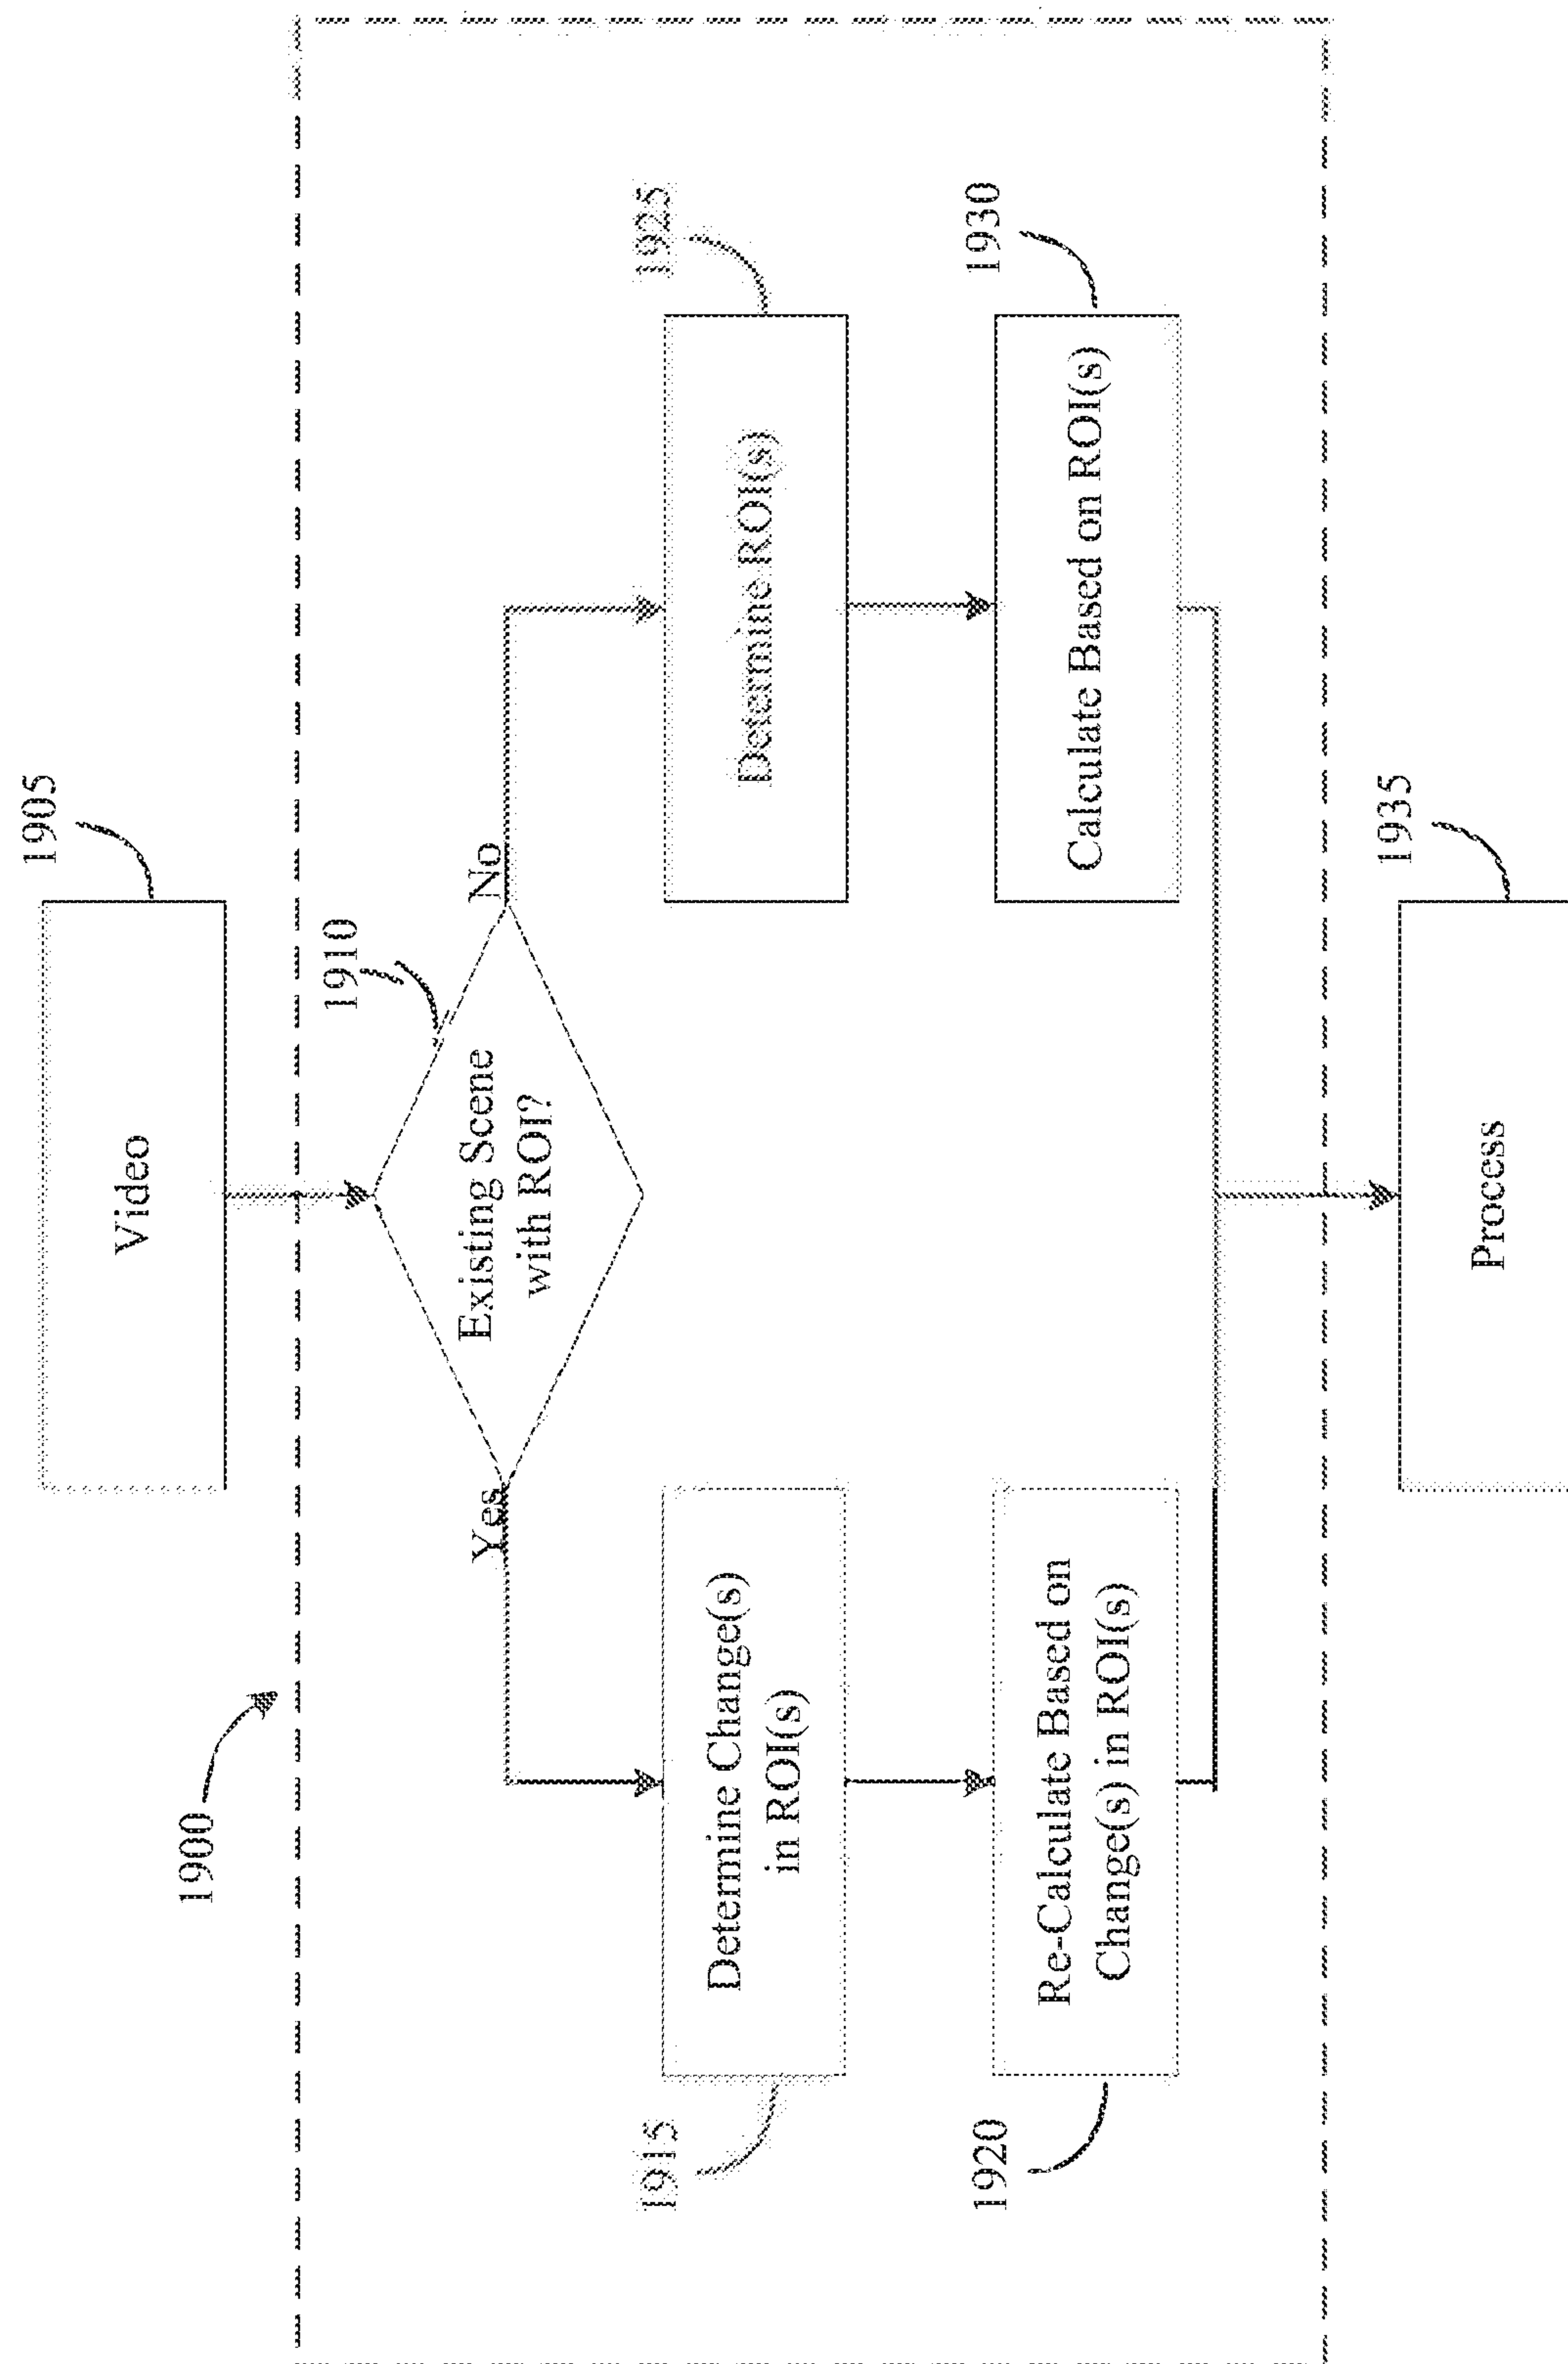 1900
Video
1905
1910
Existing Scene
with ROI?
Yes
No
1915
Determine Change(s)
in ROI(s)
Determine ROI(s)
1925
1920
Re-Calculate Based on
Change(s) in ROI(s)
Calculate Based on ROI(s)
1930
Process
1935